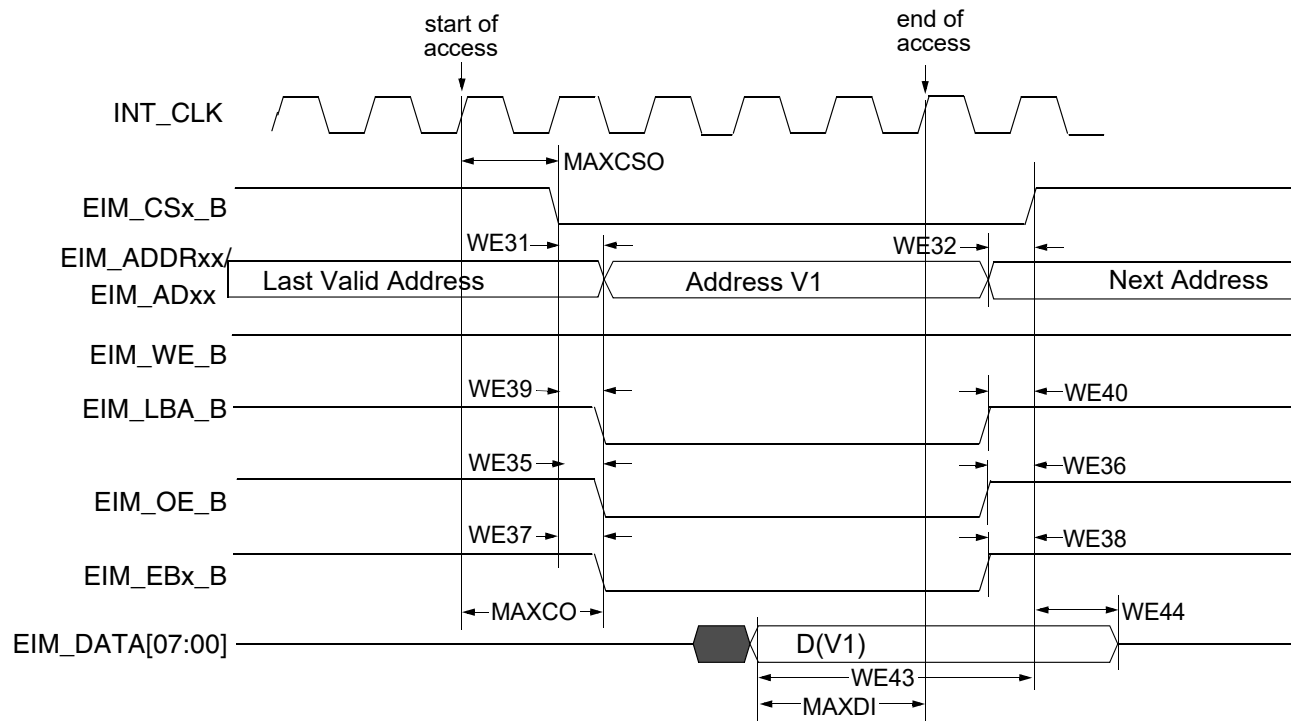 start of
access
end of
access
INT_CLK
MAXCSO
EIM_CSx_B
WE31
WE32
EIM_ADDRxx/
EIM_ADxx
Last Valid Address
Address V1
Next Address
EIM_WE_B
WE39
WE40
EIM_LBA_B
WE35
WE36
EIM_OE_B
WE37
WE38
EIM_EBx_B
MAXCO
WE44
EIM_DATA[07:00]
D(V1)
WE43
MAXDI